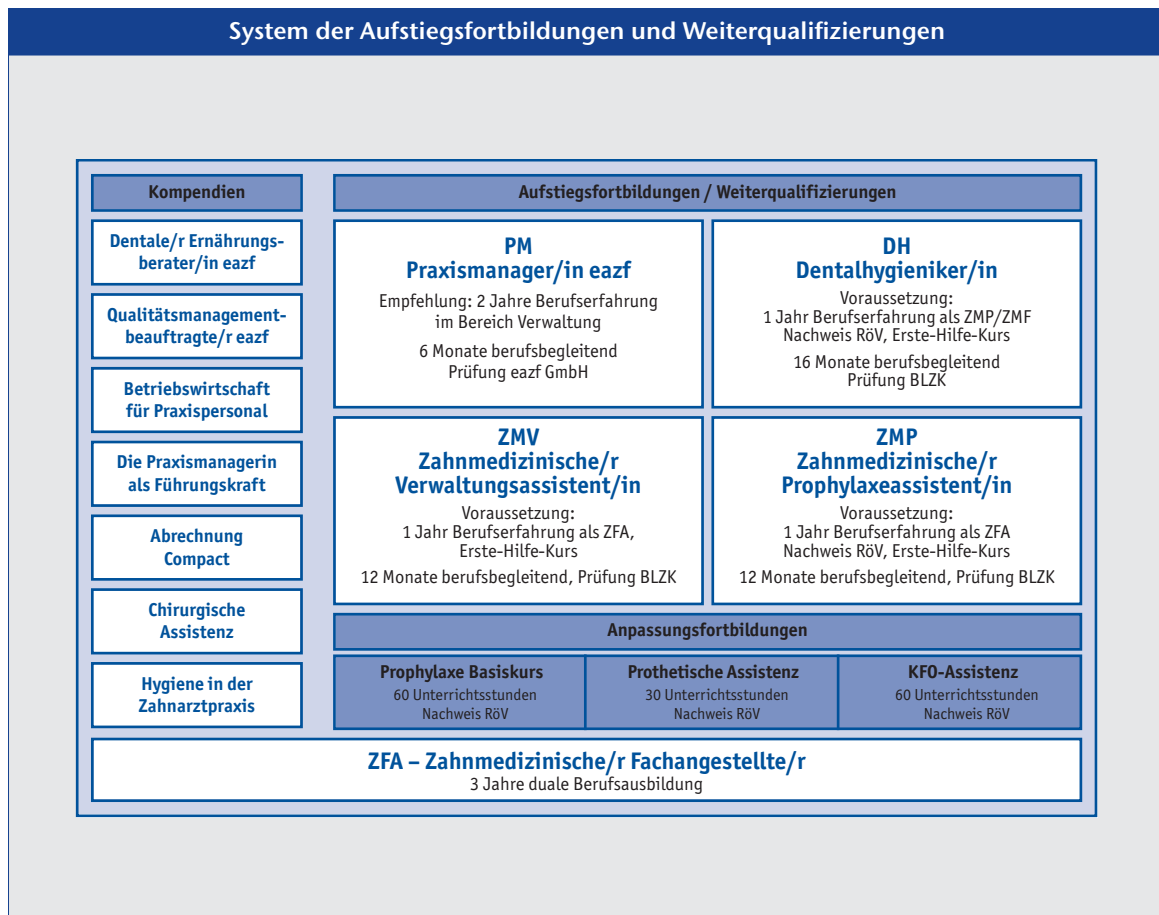 System der Aufstiegsfortbildungen und Weiterqualifizierungen
Kompendien
Dentale/r Ernährungs-
berater/in eazf
Qualitätsmanagement-
beauftragte/r eazf
Betriebswirtschaft
für Praxispersonal
Die Praxismanagerin
als Führungskraft
Abrechnung
Compact
Chirurgische
Assistenz
Hygiene in der
Zahnarztpraxis
Aufstiegsfortbildungen / Weiterqualifizierungen
PM
Praxismanager/in eazf
Empfehlung: 2 Jahre Berufserfahrung
im Bereich Verwaltung
6 Monate berufsbegleitend
Prüfung eazf GmbH
DH
Dentalhygieniker/in
Voraussetzung:
1 Jahr Berufserfahrung als ZMP/ZMF
Nachweis RöV, Erste-Hilfe-Kurs
16 Monate berufsbegleitend
Prüfung BLZK
ZMV
Zahnmedizinische/r
Verwaltungsassistent/in
Voraussetzung:
1 Jahr Berufserfahrung als ZFA,
Erste-Hilfe-Kurs
12 Monate berufsbegleitend, Prüfung BLZK
ZMP
Zahnmedizinische/r
Prophylaxeassistent/in
Voraussetzung:
1 Jahr Berufserfahrung als ZFA
Nachweis RöV, Erste-Hilfe-Kurs
12 Monate berufsbegleitend, Prüfung BLZK
Anpassungsfortbildungen
Prophylaxe Basiskurs
60 Unterrichtsstunden
Nachweis RöV
Prothetische Assistenz
30 Unterrichtsstunden
Nachweis RöV
KFO-Assistenz
60 Unterrichtsstunden
Nachweis RöV
ZFA – Zahnmedizinische/r Fachangestellte/r
3 Jahre duale Berufsausbildung